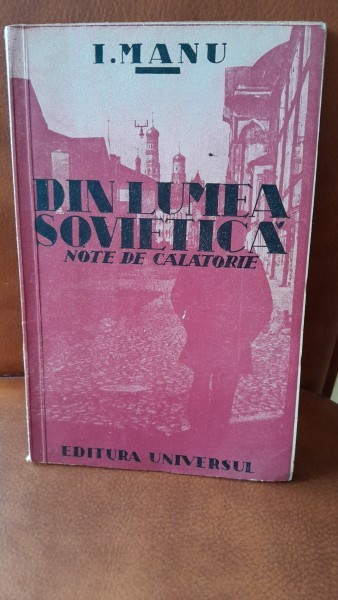 I. MANU
DIN LUMEA
SOVIETICĂ
NOTE DE CĂLĂTORIE
EDITURA UNIVERSUL